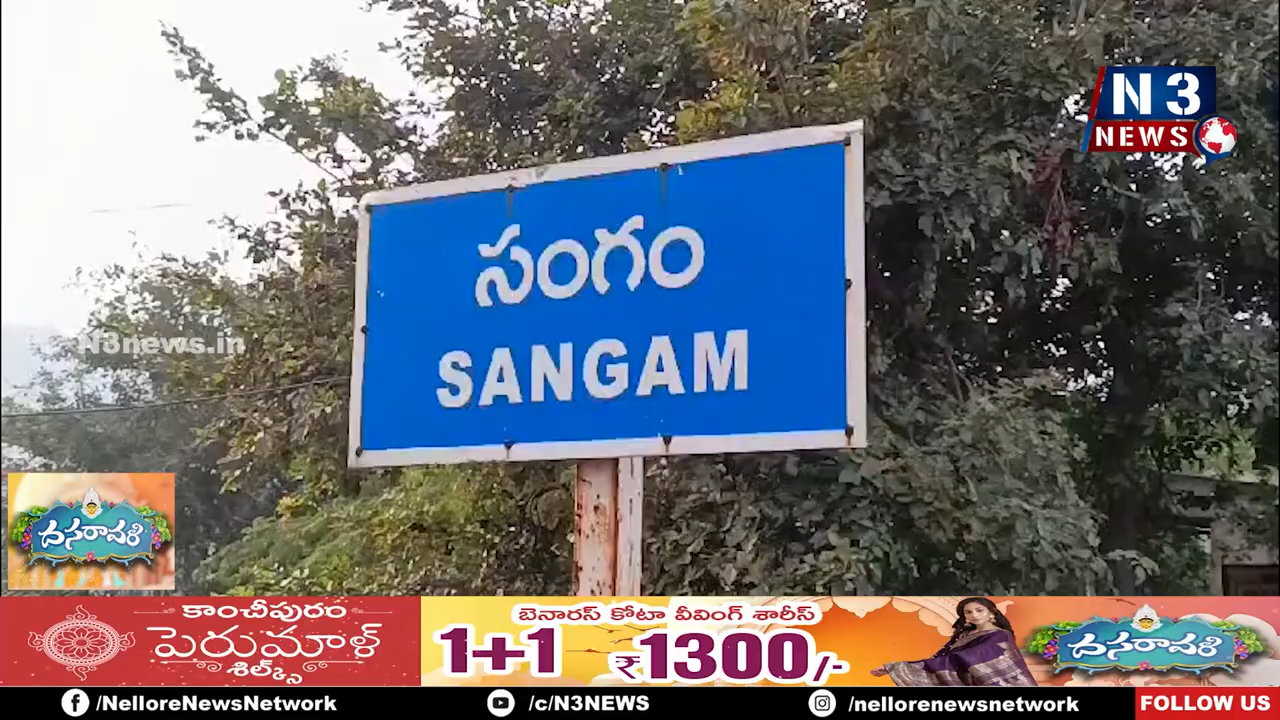 N3
NEWS
సంగం
SANGAM
N3news.in
దసరావళి
కాంచీపురం
పెరుమాళ్
శిల్క్స్
బెనారస్ కోటా వీవింగ్ శారీస్
1+1 ₹1300/-
దసరావళి
/NelloreNewsNetwork
/c/N3NEWS
/nellorenewsnetwork
FOLLOW US